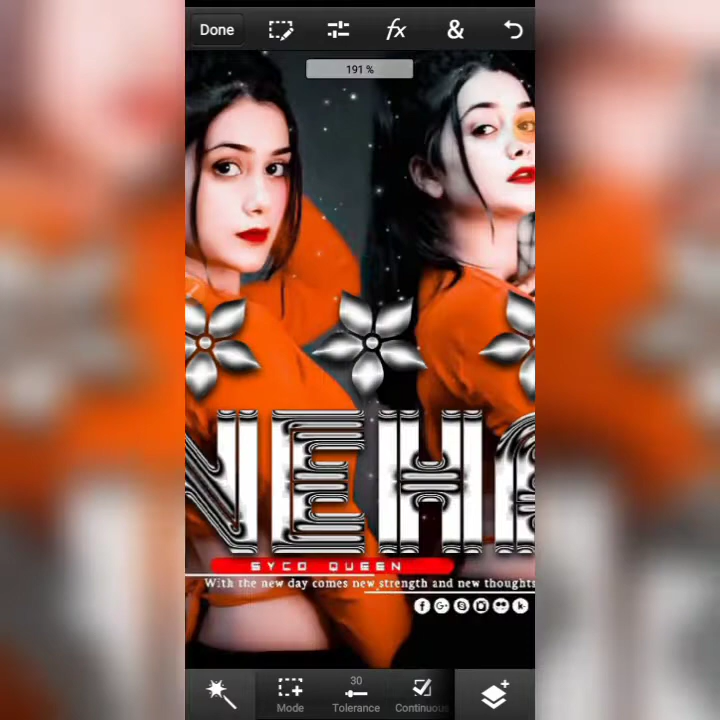 Done fx &
191 %
NEHA
SYCO QUEEN
With the new day comes new strength and new thoughts
f G+ S k
30
Mode Tolerance Continuous